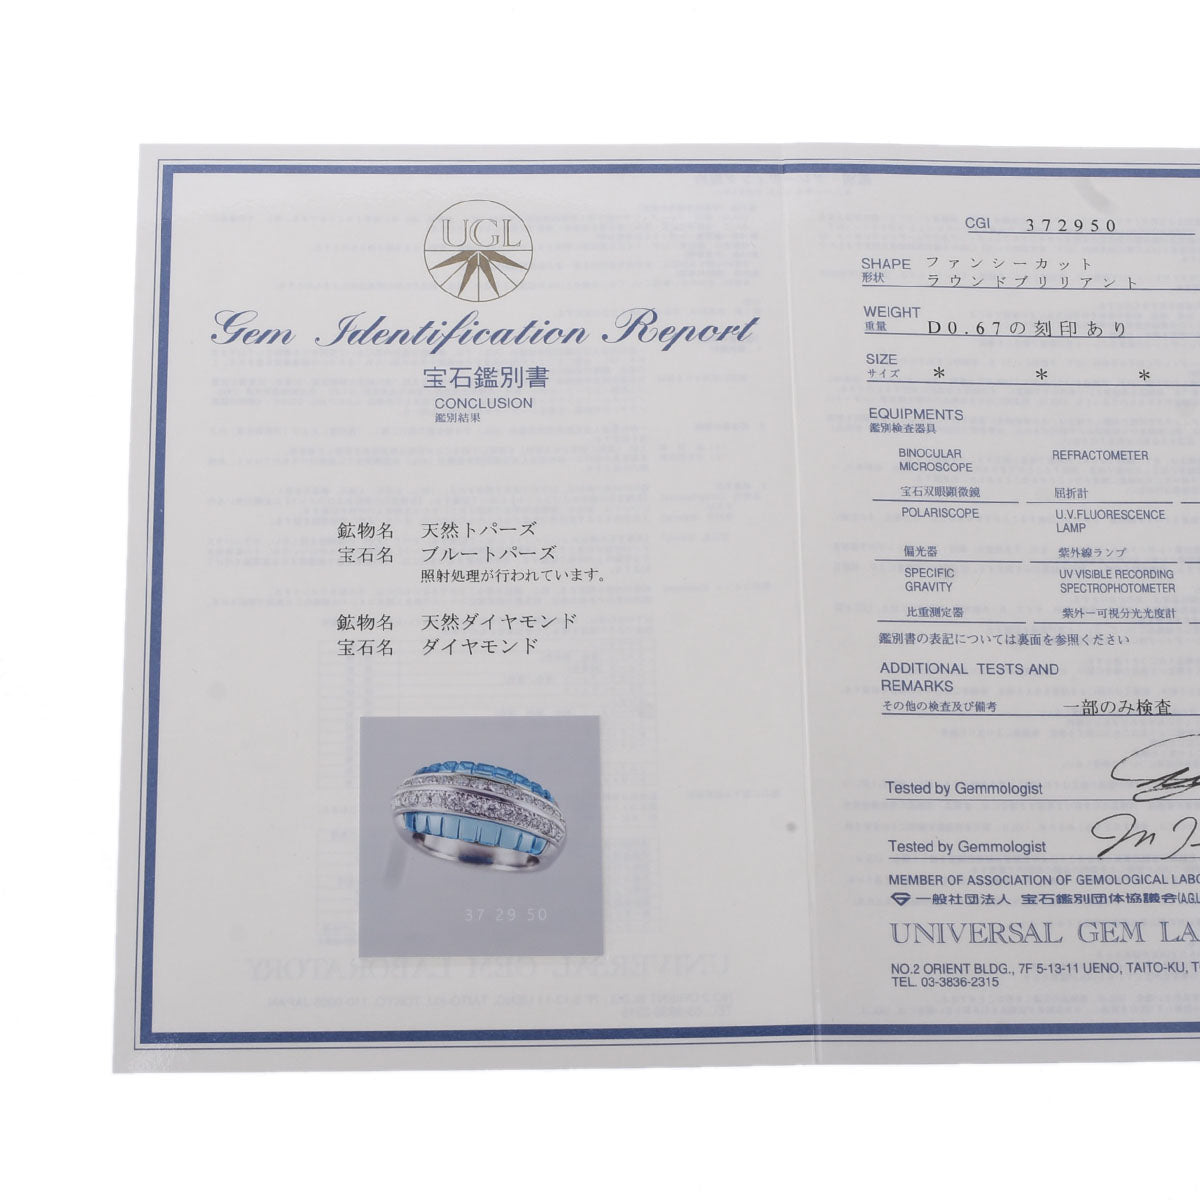 UGL
Gem Identification Report
宝石鑑別書
CONCLUSION
鑑別結果
鉱物名 天然トパーズ
宝石名 ブルートパーズ
照射処理が行われています。
鉱物名 天然ダイヤモンド
宝石名 ダイヤモンド
37 29 50
CGI 372950
SHAPE ファンシーカット
形状 ラウンドブリリアント
WEIGHT
重量 D0.67の刻印あり
SIZE
サイズ * * *
EQUIPMENTS
鑑別検査器具
BINOCULAR MICROSCOPE
REFRACTOMETER
宝石双眼顕微鏡
屈折計
POLARISCOPE
U.V.FLUORESCENCE LAMP
偏光器
紫外線ランプ
SPECIFIC GRAVITY
UV VISIBLE RECORDING SPECTROPHOTOMETER
比重測定器
紫外ー可視分光光度計
鑑別書の表記については裏面を参照ください
ADDITIONAL TESTS AND
REMARKS
その他の検査及び備考 一部のみ検査
Tested by Gemmologist
Tested by Gemmologist
MEMBER OF ASSOCIATION OF GEMOLOGICAL LABO
一般社団法人 宝石鑑別団体協議会(A.G.L
UNIVERSAL GEM LA
NO.2 ORIENT BLDG., 7F 5-13-11 UENO, TAITO-KU, T
TEL. 03-3836-2315